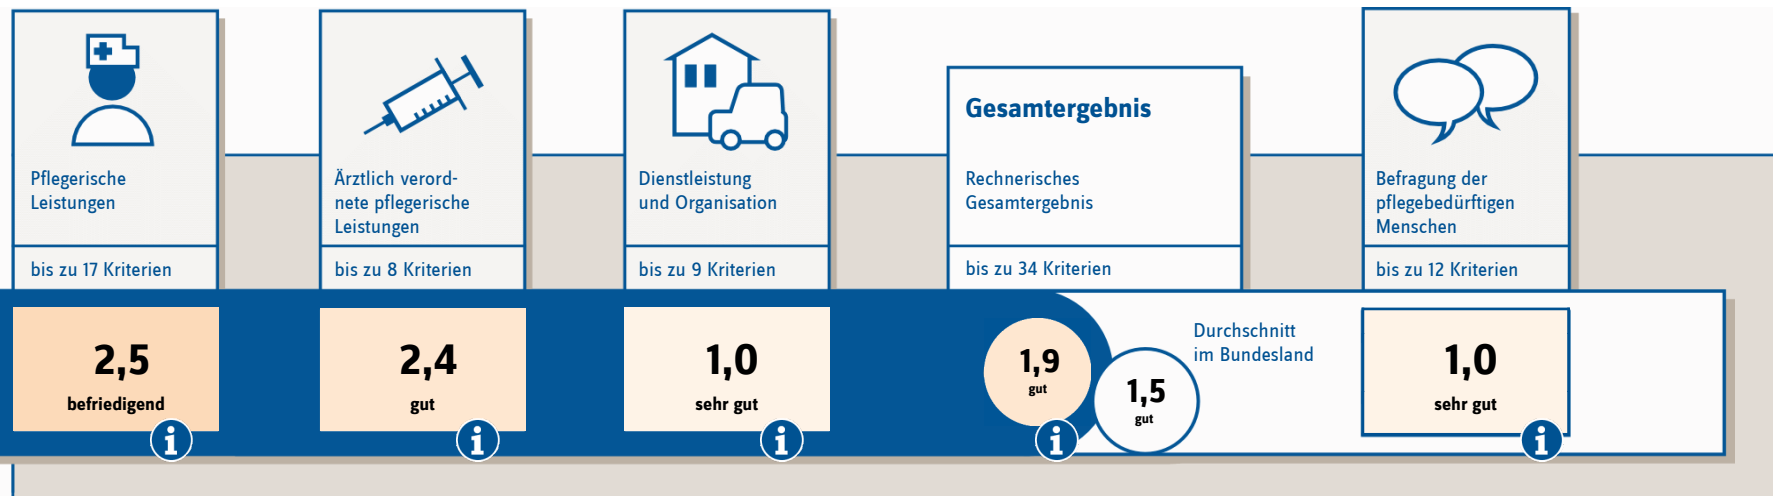 Pflegerische
Leistungen
bis zu 17 Kriterien
2,5
befriedigend
i
Ärztlich verord-
nete pflegerische
Leistungen
bis zu 8 Kriterien
2,4
gut
i
Dienstleistung
und Organisation
bis zu 9 Kriterien
1,0
sehr gut
i
Gesamtergebnis
Rechnerisches
Gesamtergebnis
bis zu 34 Kriterien
1,9
gut
i
1,5
gut
Durchschnitt
im Bundesland
Befragung der
pflegebedürftigen
Menschen
bis zu 12 Kriterien
1,0
sehr gut
i